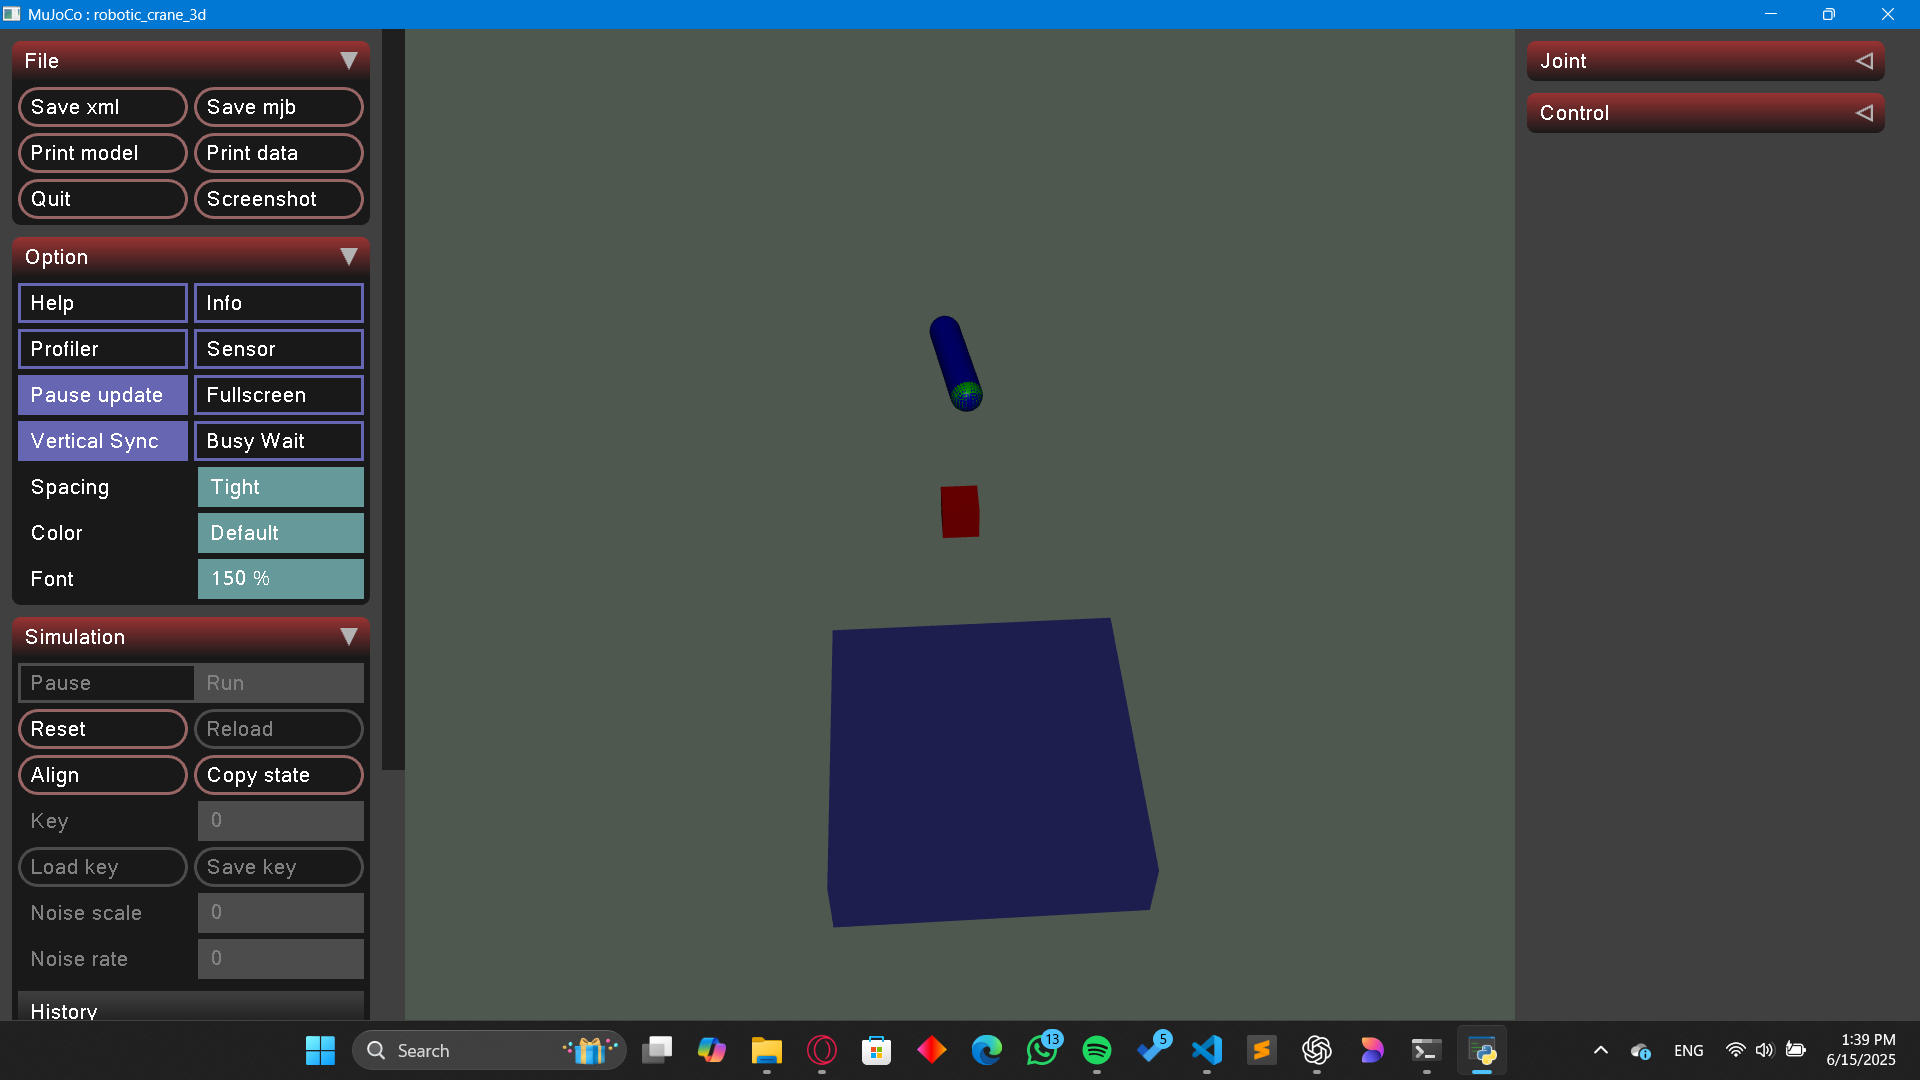 MuJoCo : robotic_crane_3d
File
Save xml Save mjb
Print model Print data
Quit Screenshot
Option
Help Info
Profiler Sensor
Pause update Fullscreen
Vertical Sync Busy Wait
Spacing Tight
Color Default
Font 150 %
Simulation
Pause Run
Reset Reload
Align Copy state
Key 0
Load key Save key
Noise scale 0
Noise rate 0
History
Joint
Control
Search
13
5
ENG
1:39 PM
6/15/2025